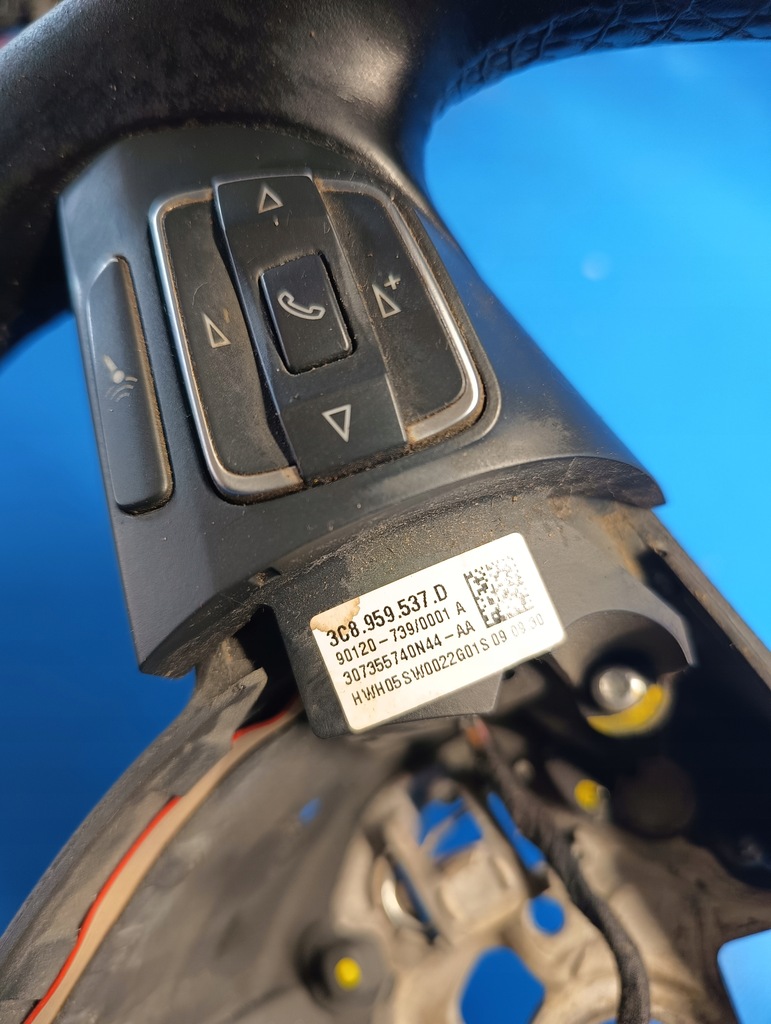 3C8.959.537.D
90120-739/0001 A
307355740N44-AA
HWH05 SW0022G01S 09 09.30